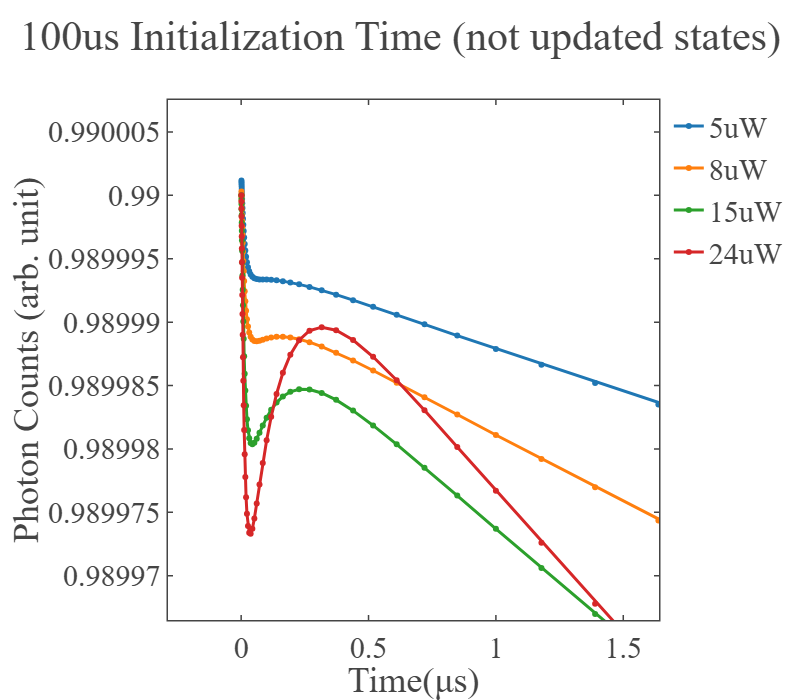 100us Initialization Time (not updated states)
Photon Counts (arb. unit)
0.990005
0.99
0.989995
0.98999
0.989985
0.98998
0.989975
0.98997
0
0.5
1
1.5
Time(μs)
5uW
8uW
15uW
24uW